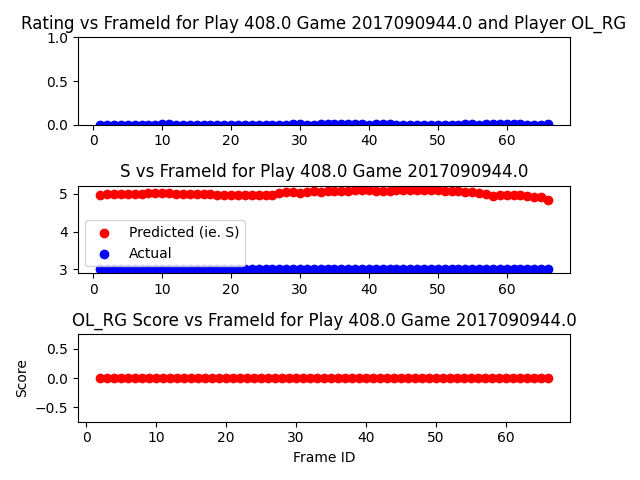 Rating vs FrameId for Play 408.0 Game 2017090944.0 and Player OL_RG
1.0
0.5
0.0
0 10 20 30 40 50 60
S vs FrameId for Play 408.0 Game 2017090944.0
5
4
3
Predicted (ie. S)
Actual
0 10 20 30 40 50 60
OL_RG Score vs FrameId for Play 408.0 Game 2017090944.0
Score
0.5
0.0
−0.5
0 10 20 30 40 50 60
Frame ID